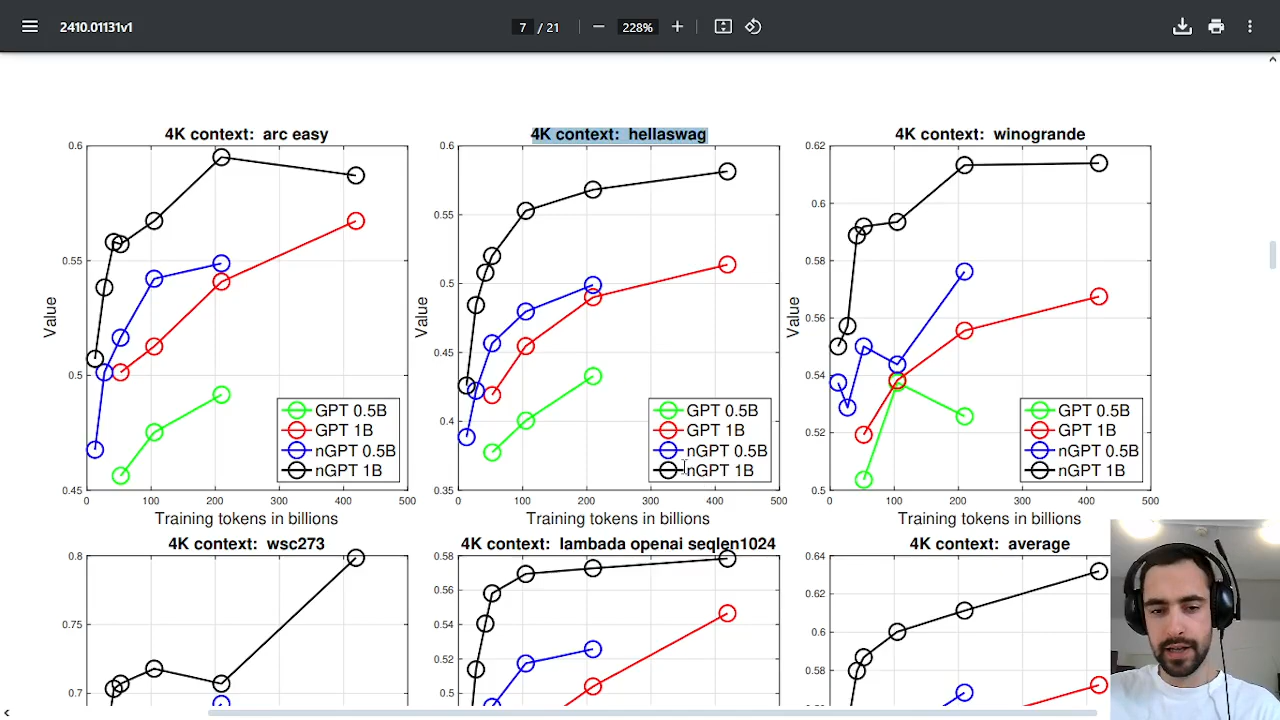 2410.01131v1
7 / 21
228%
4K context: arc easy
0.6
0.55
0.5
0.45
Value
0
100
200
300
400
500
Training tokens in billions
GPT 0.5B
GPT 1B
nGPT 0.5B
nGPT 1B
4K context: hellaswag
0.6
0.55
0.5
0.45
0.4
0.35
Value
0
100
200
300
400
500
Training tokens in billions
GPT 0.5B
GPT 1B
nGPT 0.5B
nGPT 1B
4K context: winogrande
0.62
0.6
0.58
0.56
0.54
0.52
0.5
Value
0
100
200
300
400
500
Training tokens in billions
GPT 0.5B
GPT 1B
nGPT 0.5B
nGPT 1B
4K context: wsc273
0.8
0.75
0.7
4K context: lambada openai seqlen1024
0.58
0.56
0.54
0.52
0.5
4K context: average
0.64
0.62
0.6
0.58